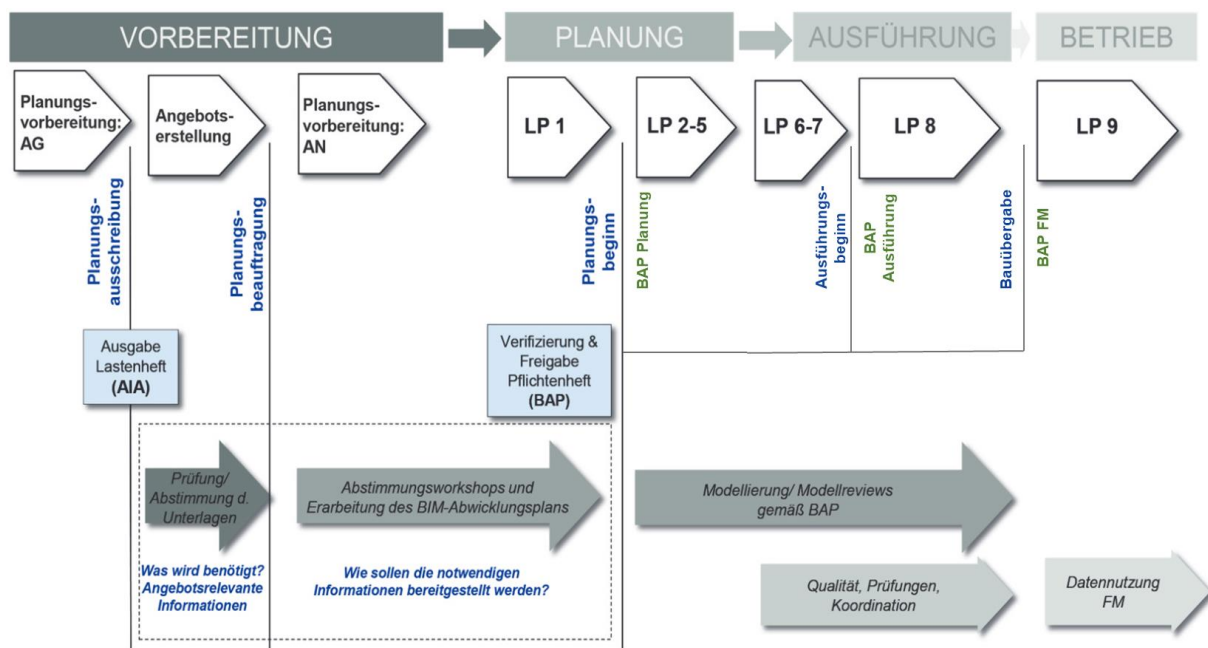 VORBEREITUNG
PLANUNG
AUSFÜHRUNG
BETRIEB
Planungs-
vorbereitung:
AG
Angebots-
erstellung
Planungs-
vorbereitung:
AN
LP 1
LP 2-5
LP 6-7
LP 8
LP 9
Planungs-
ausschreibung
Planungs-
beauftragung
Planungs-
beginn
BAP Planung
Ausführungs-
beginn
BAP
Ausführung
Bauübergabe
BAP FM
Ausgabe
Lastenheft
(AIA)
Verifizierung &
Freigabe
Pflichtenheft
(BAP)
Prüfung/
Abstimmung d.
Unterlagen
Abstimmungsworkshops und
Erarbeitung des BIM-Abwicklungsplans
Modellierung/ Modellreviews
gemäß BAP
Was wird benötigt?
Angebotsrelevante
Informationen
Wie sollen die notwendigen
Informationen bereitgestellt werden?
Qualität, Prüfungen,
Koordination
Datennutzung
FM